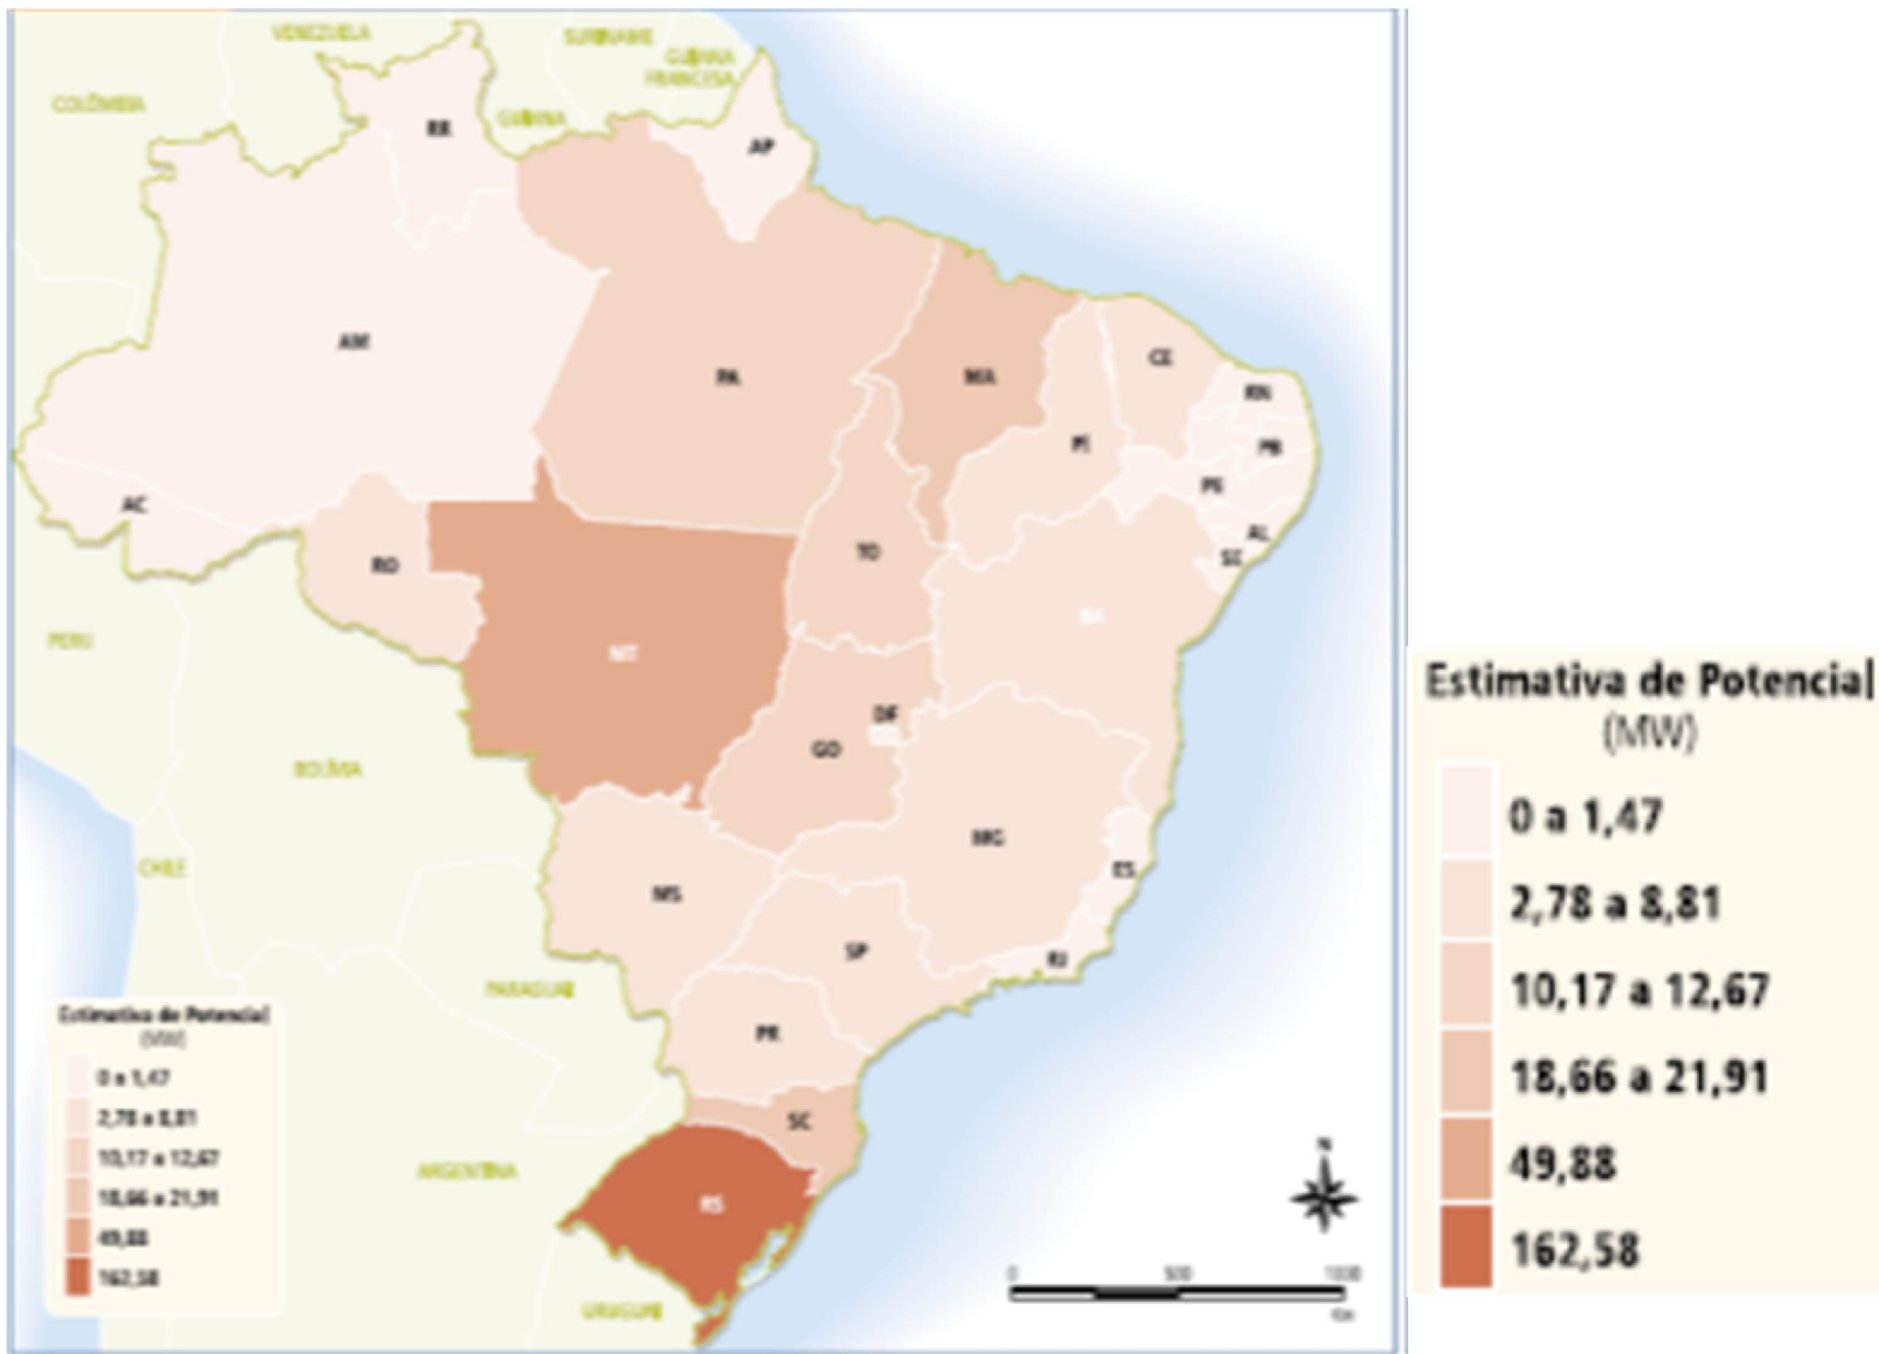 VENEZUELA
SURINAME
GUIANA
FRANCESA
COLÔMBIA
GUIANA
RR
AP
AM
PA
MA
CE
RN
PI
PB
PE
AC
AL
SE
RO
TO
BA
PERU
MT
DF
GO
BOLÍVIA
MG
CHILE
ES
MS
SP
RJ
PARAGUAI
PR
SC
ARGENTINA
RS
URUGUAI
N
0 500 1000
Km
Estimativa de Potencial
(MW)
0 a 1,47
2,78 a 8,81
10,17 a 12,67
18,66 a 21,91
49,88
162,58
Estimativa de Potencial
(MW)
0 a 1,47
2,78 a 8,81
10,17 a 12,67
18,66 a 21,91
49,88
162,58